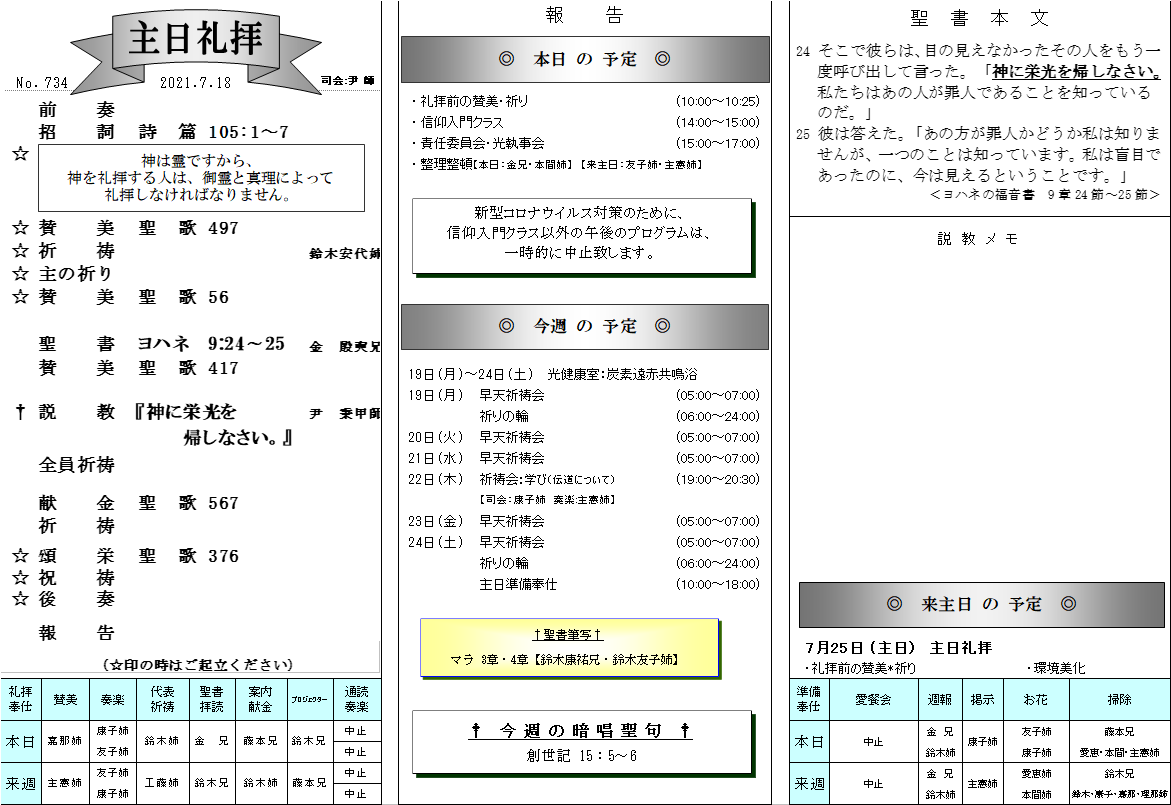 主日礼拝
No. 734
2021.7.18
司会:尹 師
前 奏
招 詞 詩 篇 105:1～7
☆
神は霊ですから、
神を礼拝する人は、御霊と真理によって
礼拝しなければなりません。
☆ 賛 美 聖 歌 497
☆ 祈 祷 鈴木安代姉
☆ 主の祈り
☆ 賛 美 聖 歌 56
聖 書 ヨハネ 9:24～25 金 殷奭兄
賛 美 聖 歌 417
† 説 教 『神に栄光を 尹 秉甲師
帰しなさい。』
全員祈祷
献 金 聖 歌 567
祈 祷
☆ 頌 栄 聖 歌 376
☆ 祝 祷
☆ 後 奏
報 告
(☆印の時はご起立ください)
礼拝奉仕 賛美 奏楽 代表祈祷 聖書拝読 案内献金 プロジェクター 通読奏楽
本日 嘉那姉 康子姉 友子姉 鈴木姉 金 兄 藤本兄 鈴木兄 中止 中止
来週 主憲姉 友子姉 康子姉 工藤姉 鈴木兄 鈴木姉 藤本兄 中止 中止
報 告
◎ 本日 の 予定 ◎
・礼拝前の賛美・祈り (10:00～10:25)
・信仰入門クラス (14:00～15:00)
・責任委員会・光執事会 (15:00～17:00)
・整理整頓【本日：金兄・本間姉】【来主日：友子姉・主憲姉】
新型コロナウイルス対策のために、
信仰入門クラス以外の午後のプログラムは、
一時的に中止致します。
◎ 今週 の 予定 ◎
19日(月)～24日(土) 光健康室:炭素遠赤共鳴浴
19日(月) 早天祈祷会 (05:00～07:00)
祈りの輪 (06:00～24:00)
20日(火) 早天祈祷会 (05:00～07:00)
21日(水) 早天祈祷会 (05:00～07:00)
22日(木) 祈祷会:学び(伝道について) (19:00～20:30)
【司会:康子姉 奏楽:主憲姉】
23日(金) 早天祈祷会 (05:00～07:00)
24日(土) 早天祈祷会 (05:00～07:00)
祈りの輪 (06:00～24:00)
主日準備奉仕 (10:00～18:00)
†聖書筆写†
マラ 3章・4章【鈴木康祐兄・鈴木友子姉】
† 今週の暗唱聖句 †
創世記 15：5～6
聖 書 本 文
24 そこで彼らは、目の見えなかったその人をもう一
度呼び出して言った。「神に栄光を帰しなさい。
私たちはあの人が罪人であることを知っている
のだ。」
25 彼は答えた。「あの方が罪人かどうか私は知りま
せんが、一つのことは知っています。私は盲目で
あったのに、今は見えるということです。」
＜ヨハネの福音書 9章24節～25節＞
説 教 メ モ
◎ 来主日 の 予定 ◎
7月25日(主日) 主日礼拝
・礼拝前の賛美*祈り ・環境美化
準備奉仕 愛餐会 週報 掲示 お花 掃除
本日 中止 金 兄 鈴木姉 康子姉 友子姉 康子姉 藤本兄 愛恵・本間・主憲姉
来週 中止 金 兄 鈴木姉 主憲姉 愛恵姉 本間姉 鈴木兄 鈴木・康子・嘉那・理那姉